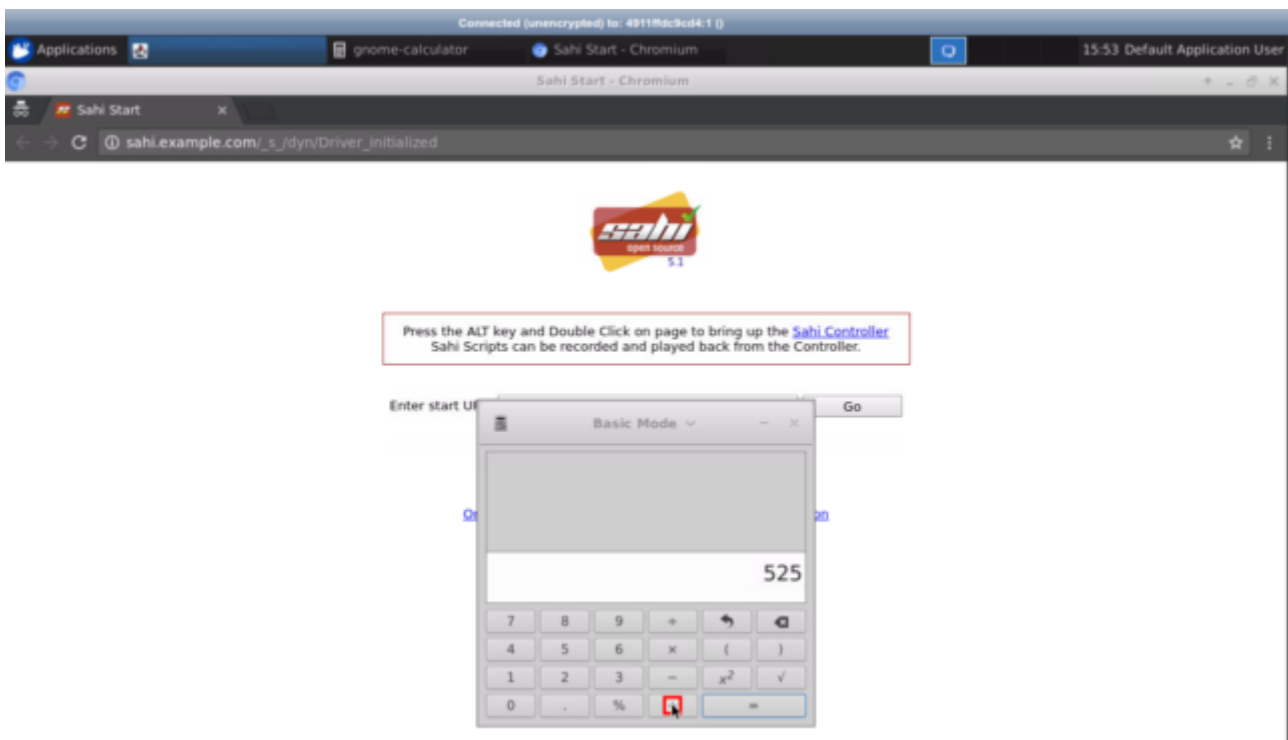 Connected (unencrypted) to: 4911ffdc9cd4:1 ()
Applications
gnome-calculator
Sahi Start - Chromium
15:53 Default Application User
Sahi Start - Chromium
Sahi Start
sahi.example.com/_s_/dyn/Driver_initialized
sahi
open source
5.1
Press the ALT key and Double Click on page to bring up the Sahi Controller
Sahi Scripts can be recorded and played back from the Controller.
Enter start
Go
Basic Mode
525
7 8 9 ÷
4 5 6 × ( )
1 2 3 − x² √
0 . % =